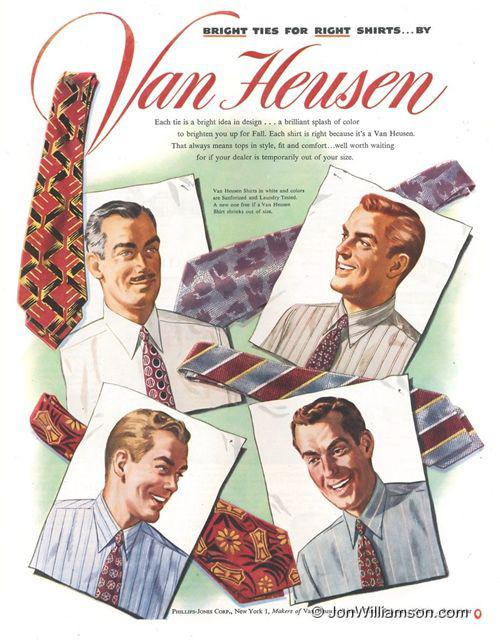 BRIGHT TIES FOR RIGHT SHIRTS...BY
Van Heusen
Each tie is a bright idea in design . . . a brilliant splash of color
to brighten you up for Fall. Each shirt is right because it's a Van Heusen.
That always means tops in style, fit and comfort...well worth waiting
for if your dealer is temporarily out of your size.
Van Heusen Shirts in white and colors
are Sanforized and Laundry Tested.
A new one free if a Van Heusen
Shirt shrinks out of size.
PHILLIPS-JONES CORP., New York 1, Makers of
© JonWilliamson.com